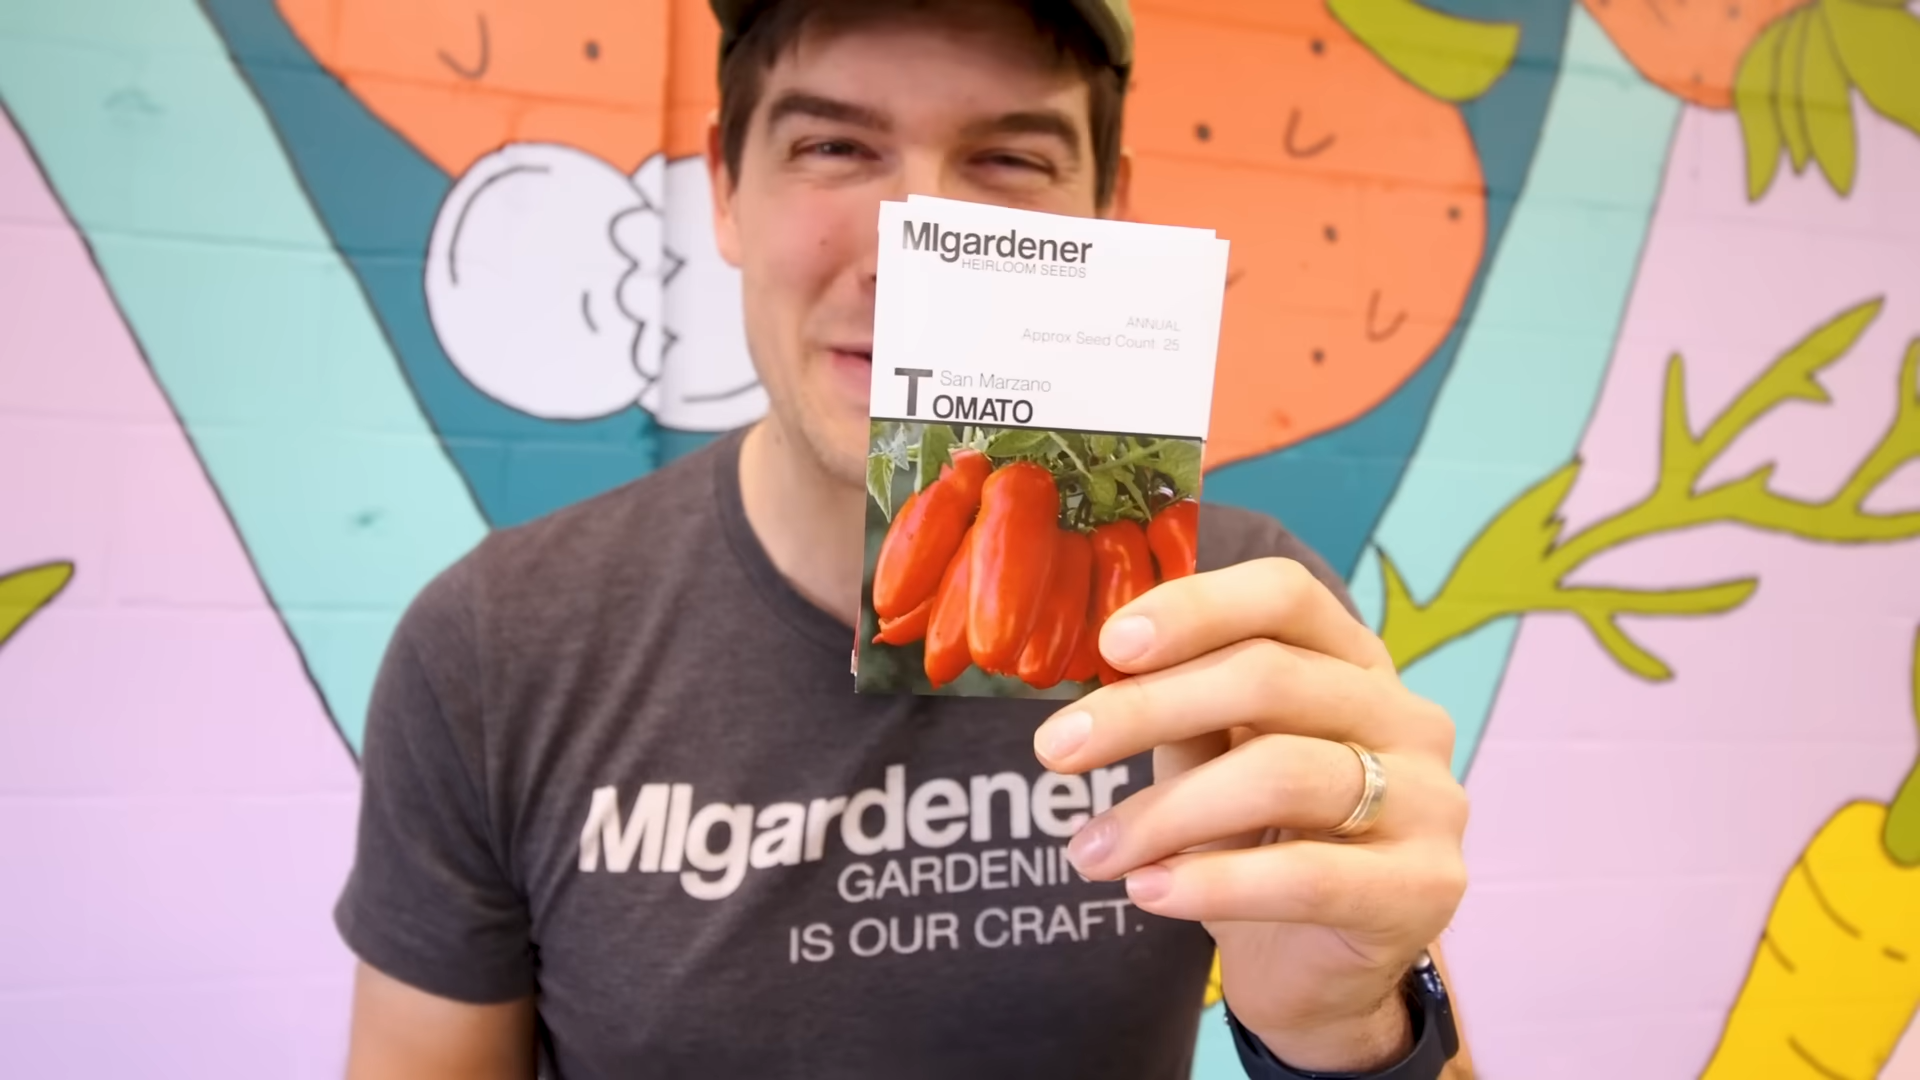 MIgardener
HEIRLOOM SEEDS
ANNUAL
Approx Seed Count: 25
San Marzano
TOMATO
MIgardener
GARDENIN
IS OUR CRAFT.